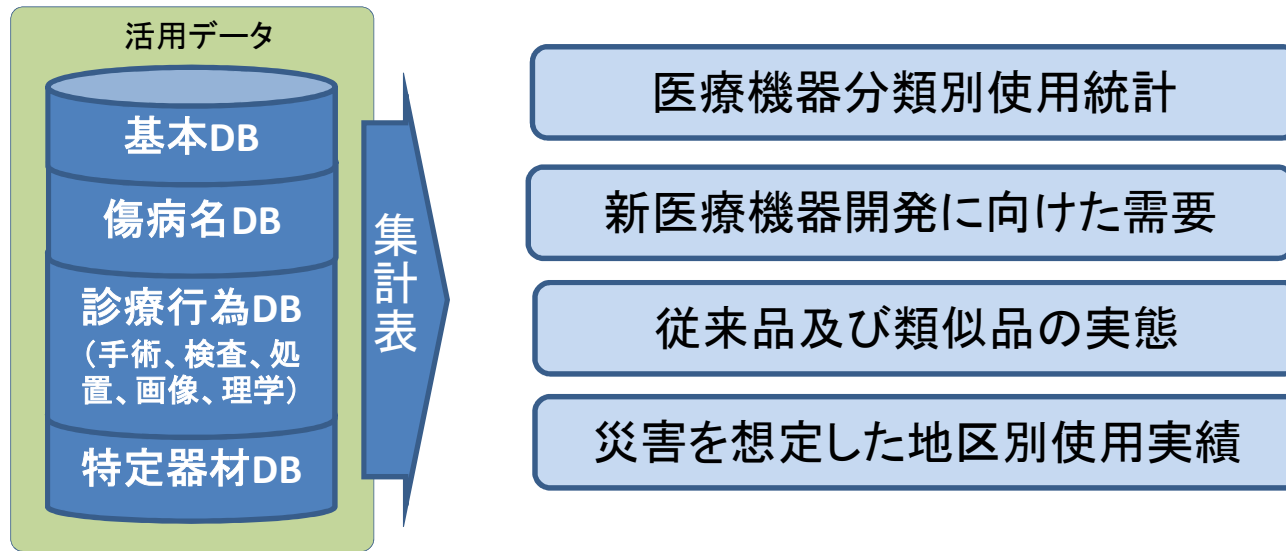 活用データ
基本DB
傷病名DB
診療行為DB
(手術、検査、処
置、画像、理学)
特定器材DB
集計表
医療機器分類別使用統計
新医療機器開発に向けた需要
従来品及び類似品の実態
災害を想定した地区別使用実績